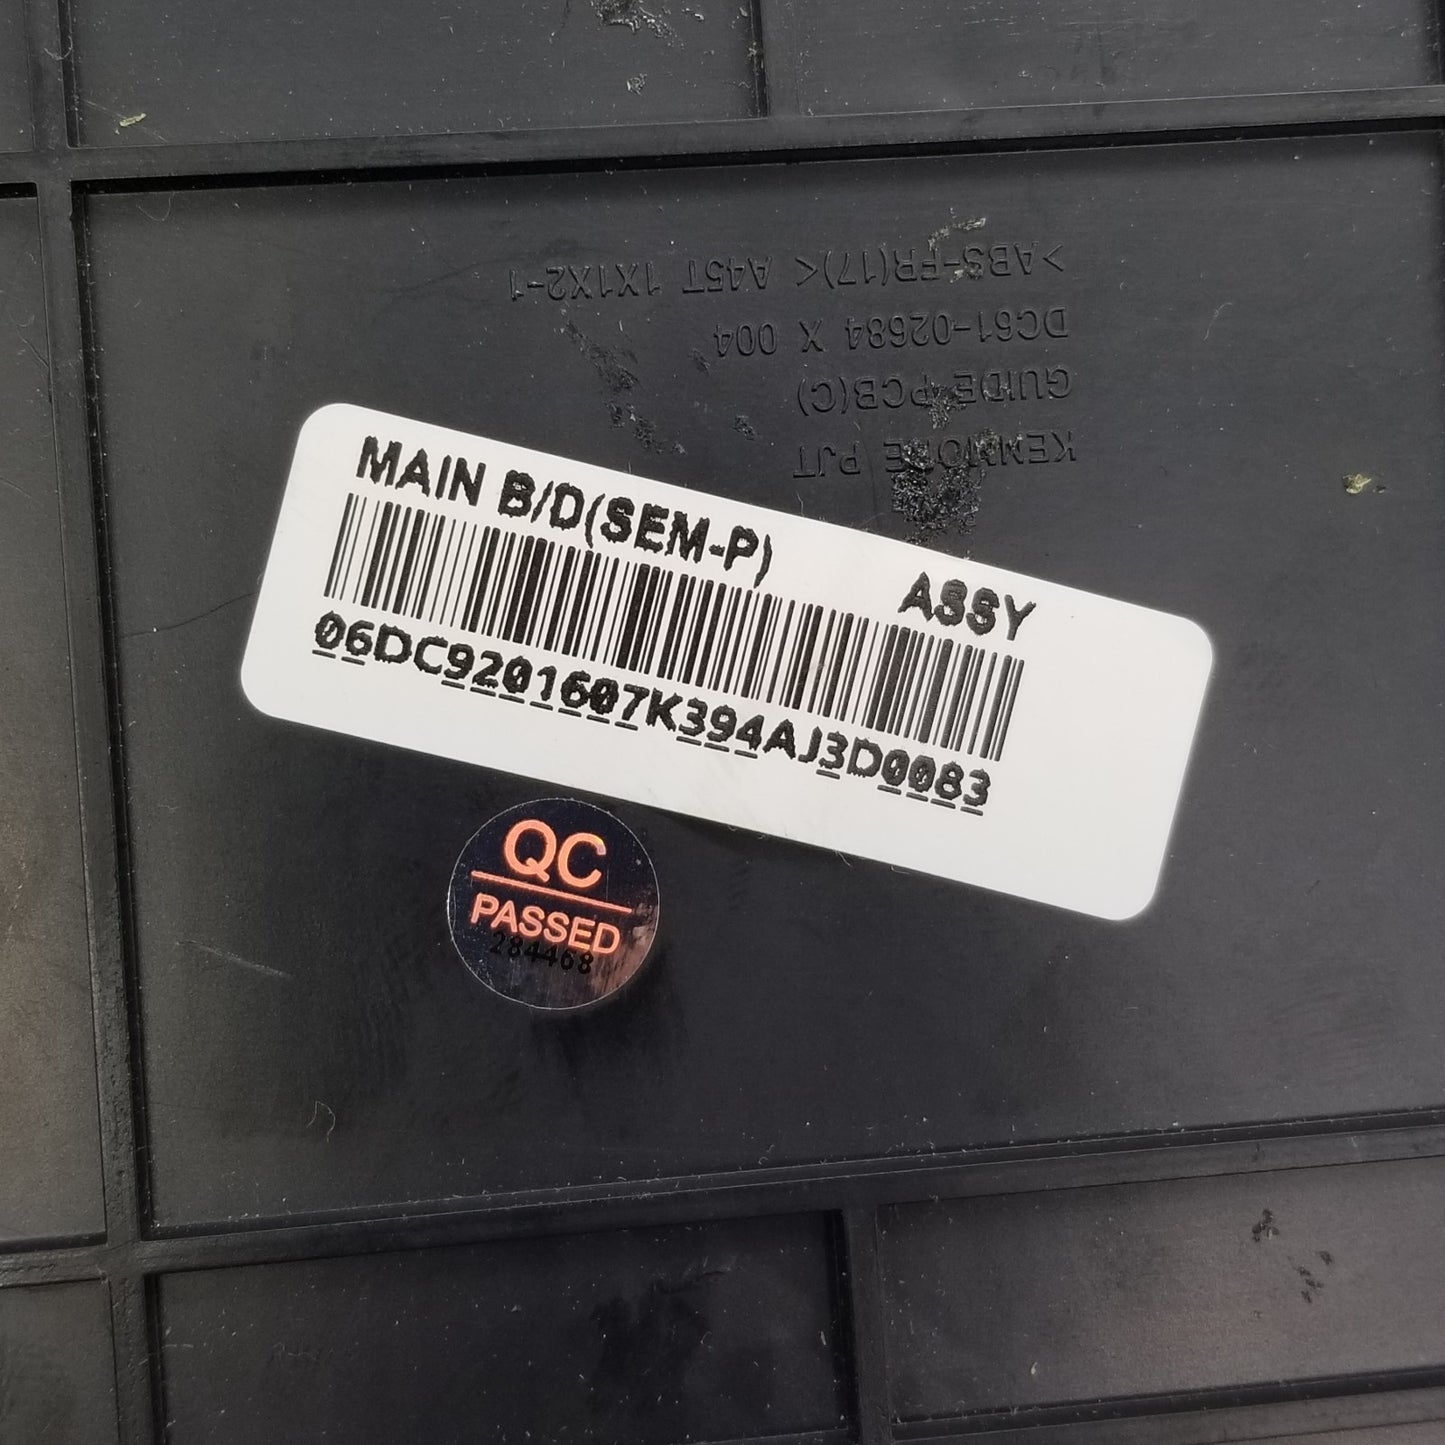 KENMORE PJT
GUIDE-PCB(C)
DC61-02684 X 004
>ABS-FR(17)< A45T 1X1X2-1
MAIN B/D(SEM-P)
ASSY
06DC9201607K394AJ3D0083
QC
PASSED
284468